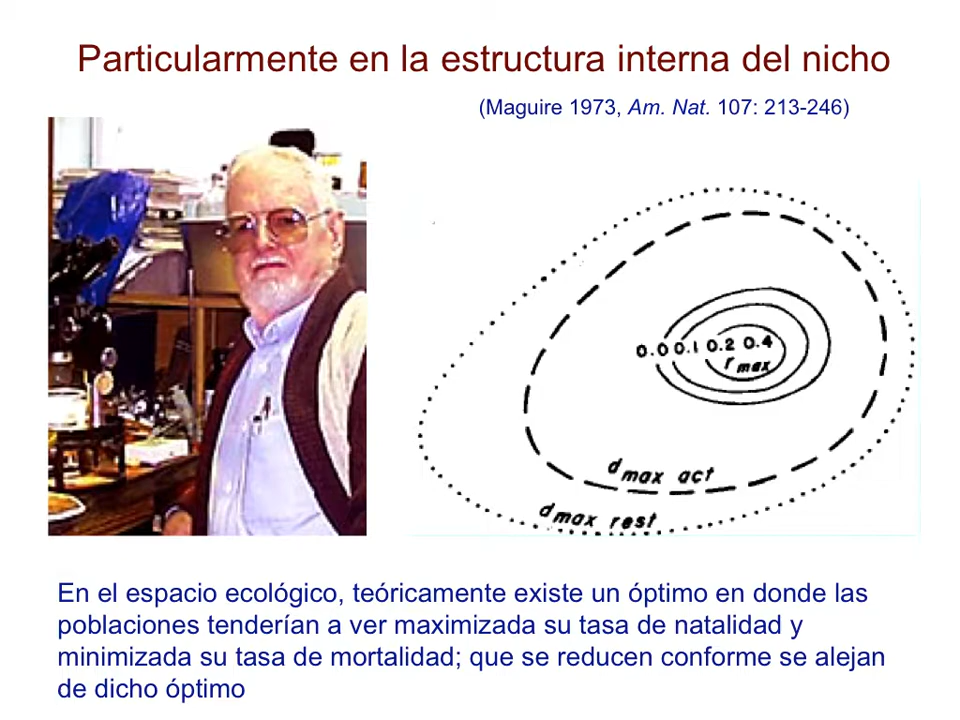 Particularmente en la estructura interna del nicho
(Maguire 1973, Am. Nat. 107: 213-246)
0.0 0.1 0.2 0.4
rmax
dmax act
dmax rest
En el espacio ecológico, teóricamente existe un óptimo en donde las
poblaciones tenderían a ver maximizada su tasa de natalidad y
minimizada su tasa de mortalidad; que se reducen conforme se alejan
de dicho óptimo